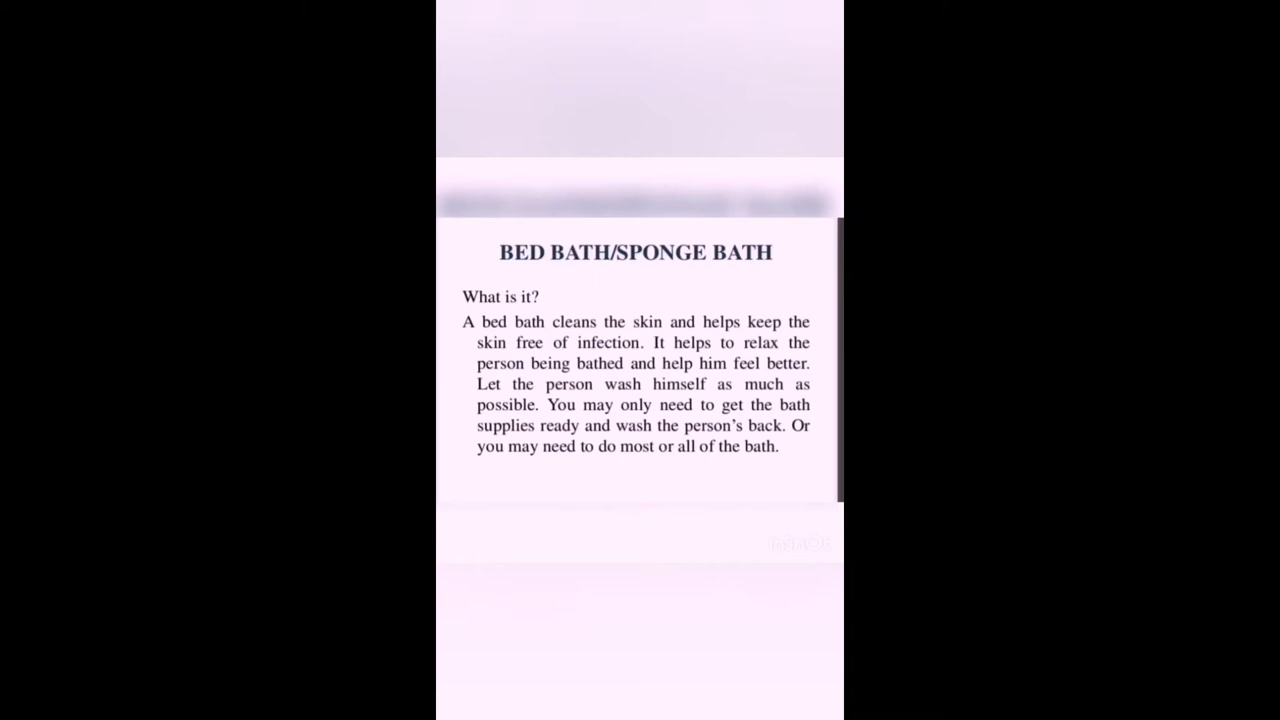 BED BATH/SPONGE BATH
What is it?
A bed bath cleans the skin and helps keep the
skin free of infection. It helps to relax the
person being bathed and help him feel better.
Let the person wash himself as much as
possible. You may only need to get the bath
supplies ready and wash the person's back. Or
you may need to do most or all of the bath.